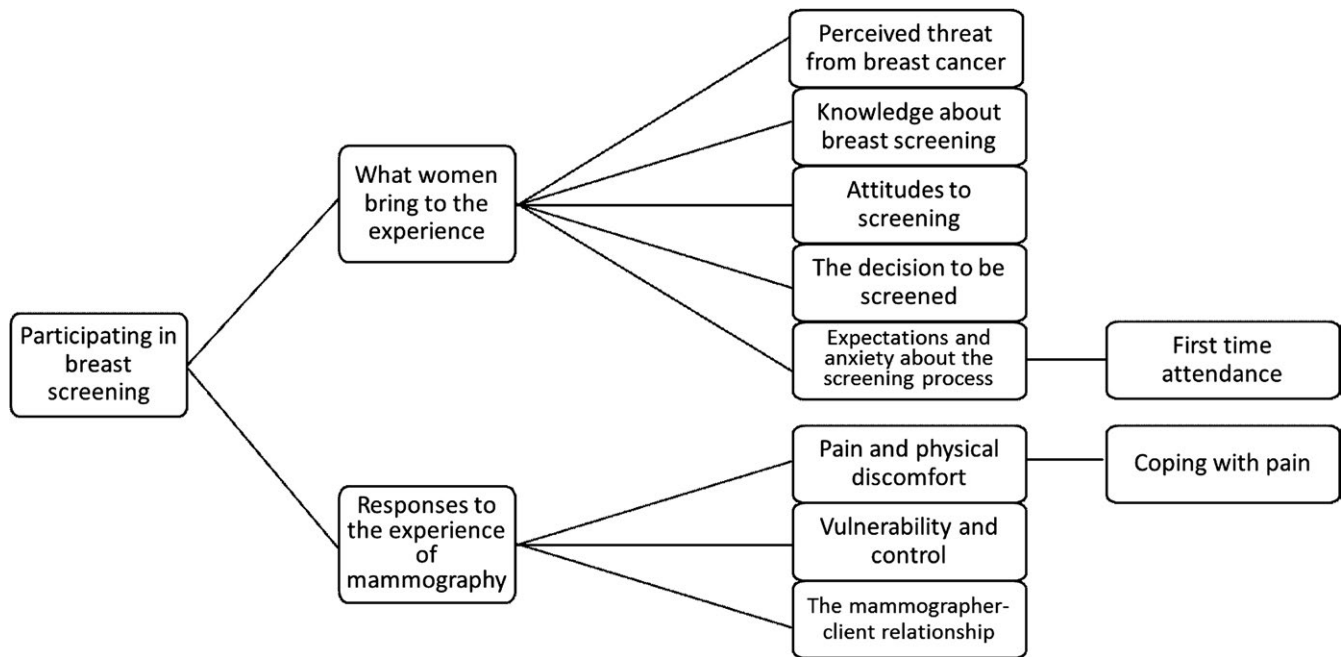 Perceived threat
from breast cancer
Knowledge about
breast screening
What women
bring to the
experience
Attitudes to
screening
The decision to be
screened
Participating in
breast
screening
Expectations and
anxiety about the
screening process
First time
attendance
Pain and physical
discomfort
Coping with pain
Responses to
the experience
of
mammography
Vulnerability and
control
The mammographer-
client relationship